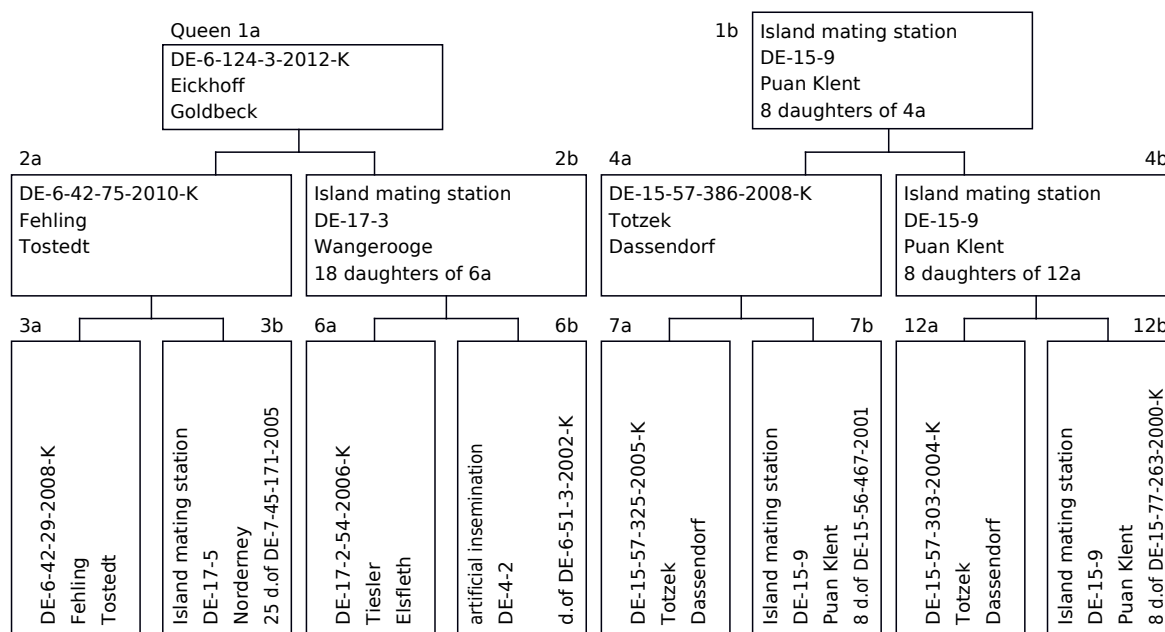 Queen 1a
DE-6-124-3-2012-K
Eickhoff
Goldbeck
1b
Island mating station
DE-15-9
Puan Klent
8 daughters of 4a
2a
DE-6-42-75-2010-K
Fehling
Tostedt
2b
Island mating station
DE-17-3
Wangerooge
18 daughters of 6a
4a
DE-15-57-386-2008-K
Totzek
Dassendorf
4b
Island mating station
DE-15-9
Puan Klent
8 daughters of 12a
3a
DE-6-42-29-2008-K
Fehling
Tostedt
3b
Island mating station
DE-17-5
Norderney
25 d.of DE-7-45-171-2005
6a
DE-17-2-54-2006-K
Tiesler
Elsfleth
6b
artificial insemination
DE-4-2
d.of DE-6-51-3-2002-K
7a
DE-15-57-325-2005-K
Totzek
Dassendorf
7b
Island mating station
DE-15-9
Puan Klent
8 d.of DE-15-56-467-2001
12a
DE-15-57-303-2004-K
Totzek
Dassendorf
12b
Island mating station
DE-15-9
Puan Klent
8 d.of DE-15-77-263-2000-K